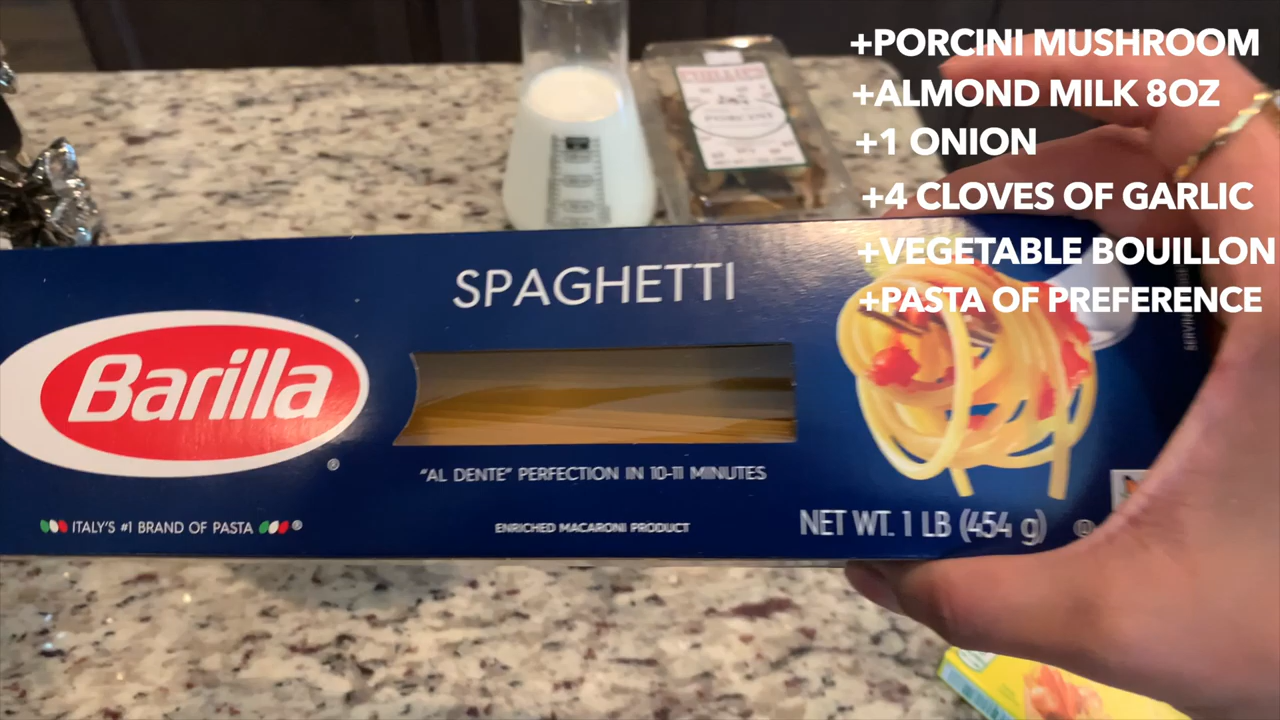 +PORCINI MUSHROOM
+ALMOND MILK 8OZ
+1 ONION
+4 CLOVES OF GARLIC
+VEGETABLE BOUILLON
+PASTA OF PREFERENCE
PORCINI
SPAGHETTI
Barilla
®
"AL DENTE" PERFECTION IN 10-11 MINUTES
ITALY'S #1 BRAND OF PASTA ®
ENRICHED MACARONI PRODUCT
NET WT. 1 LB (454 g)